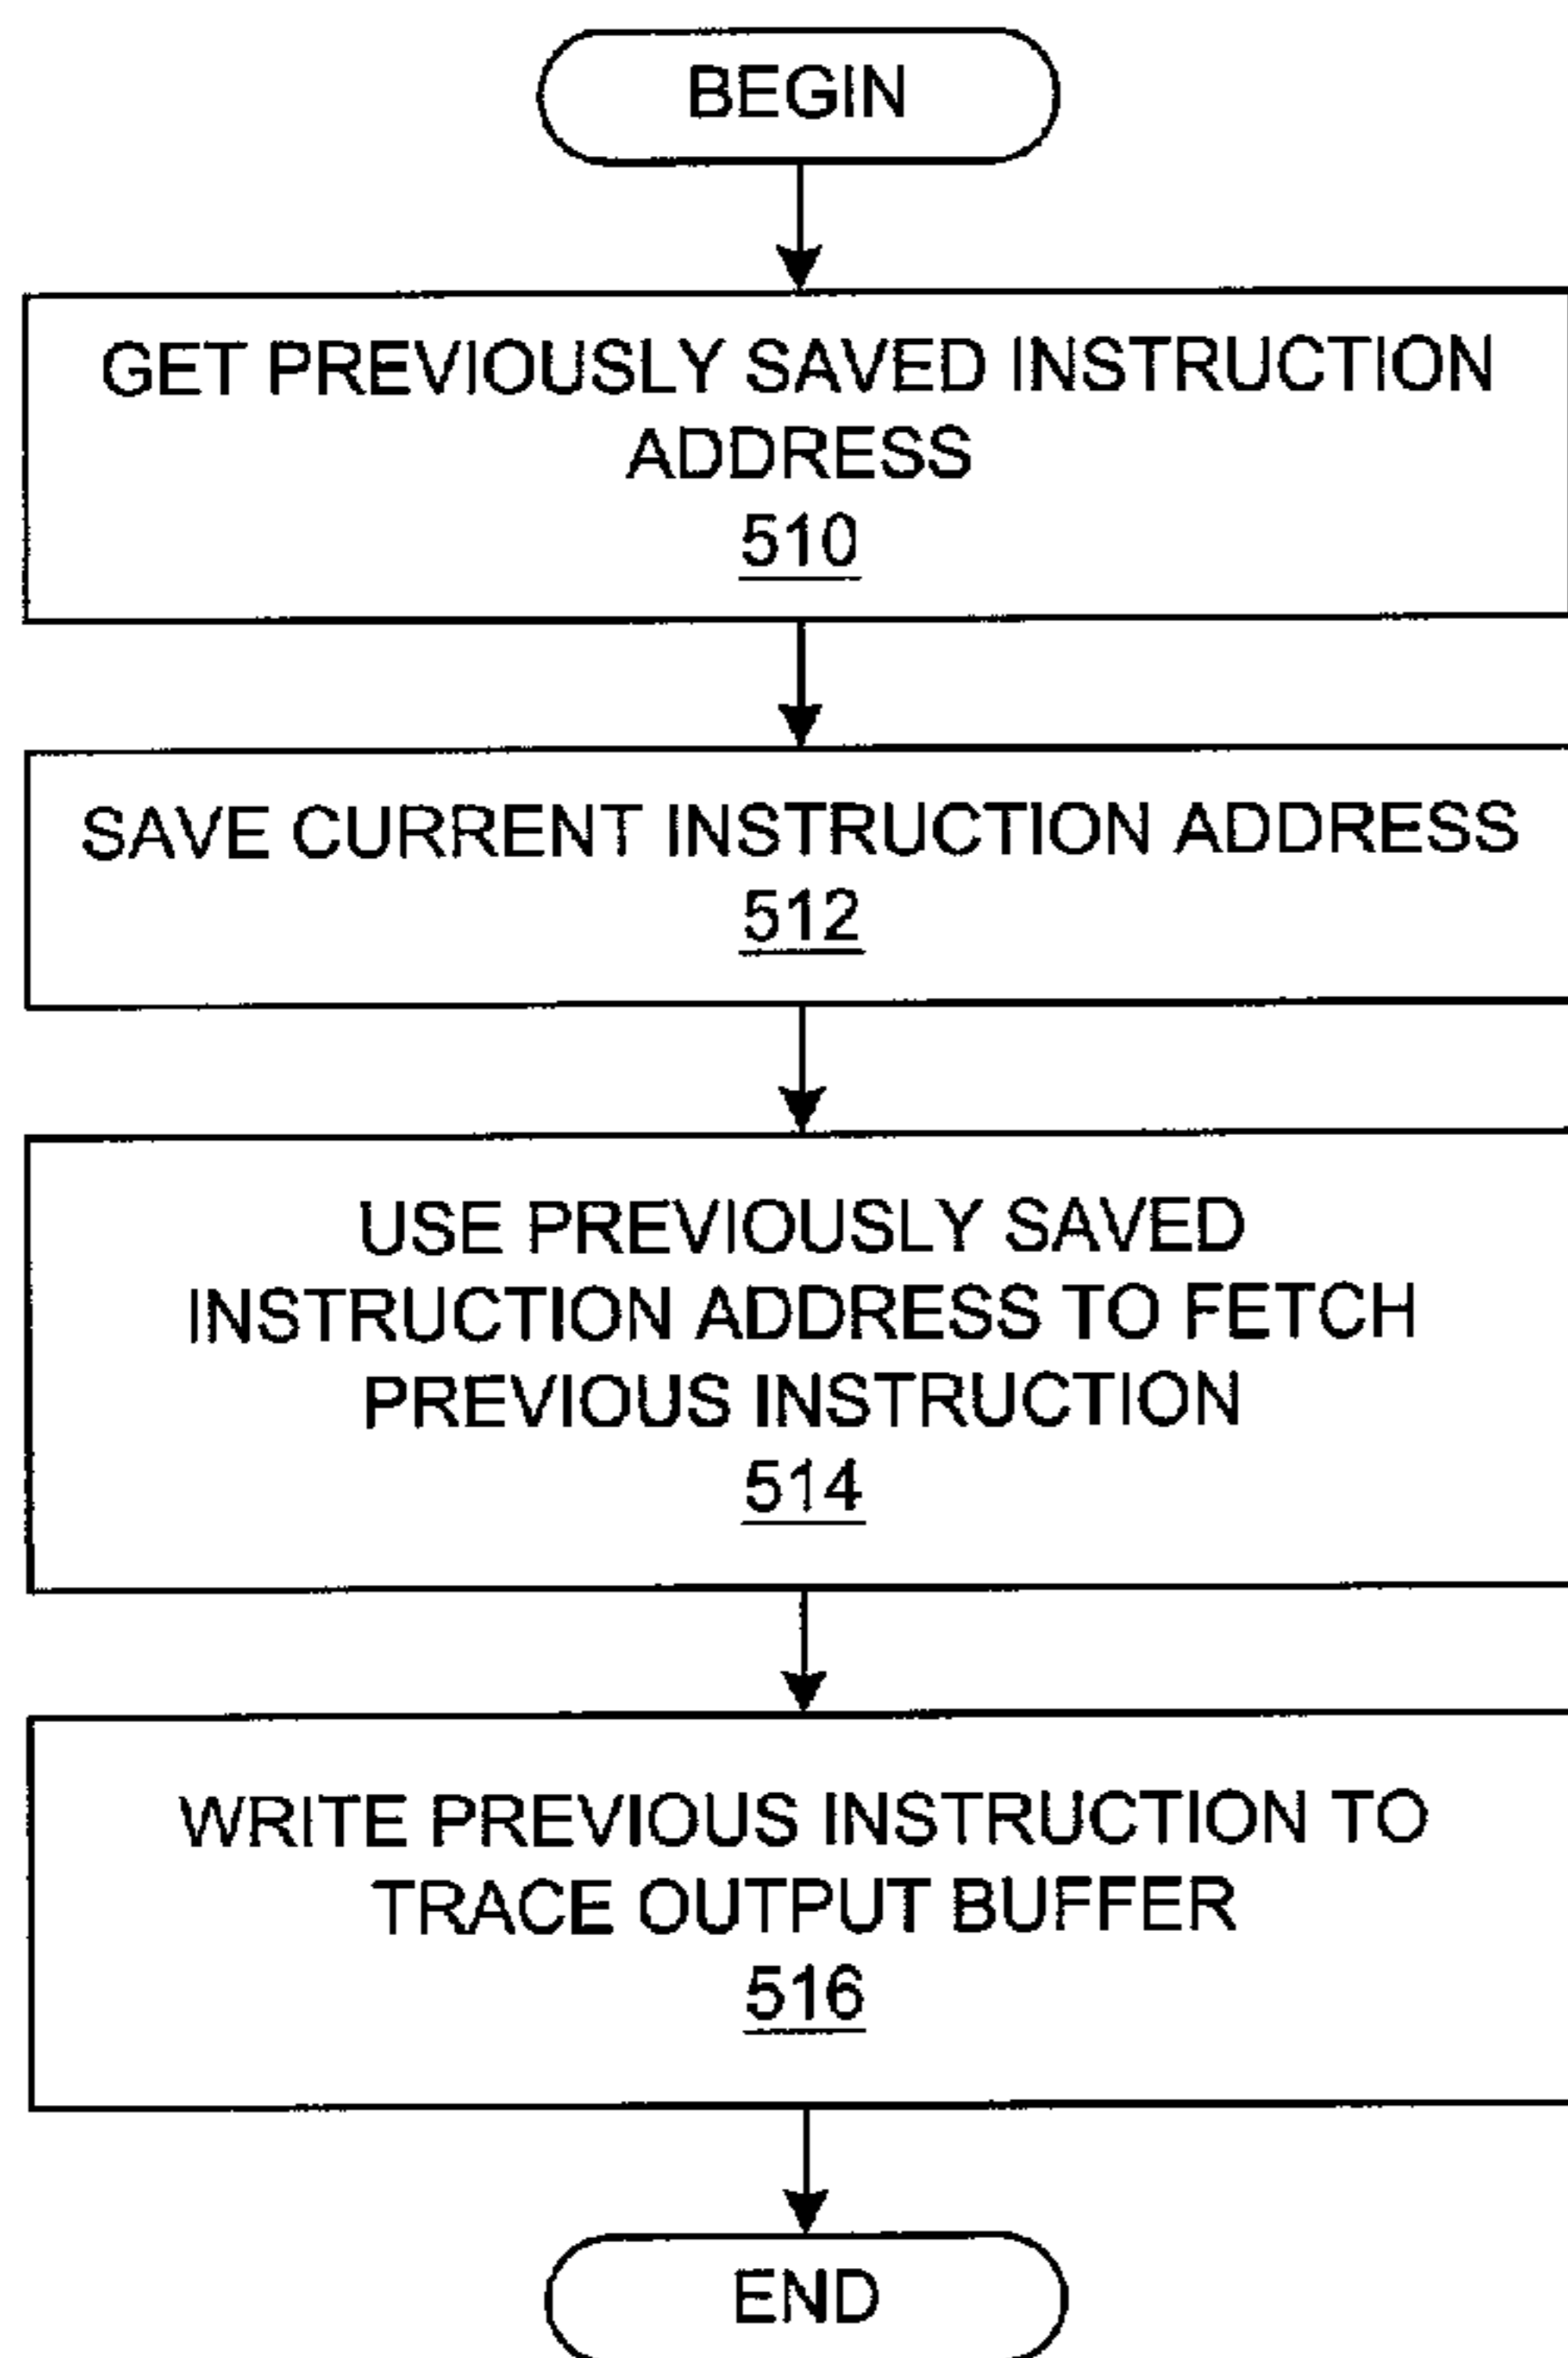 BEGIN
GET PREVIOUSLY SAVED INSTRUCTION
ADDRESS
510
SAVE CURRENT INSTRUCTION ADDRESS
512
USE PREVIOUSLY SAVED
INSTRUCTION ADDRESS TO FETCH
PREVIOUS INSTRUCTION
514
WRITE PREVIOUS INSTRUCTION TO
TRACE OUTPUT BUFFER
516
END